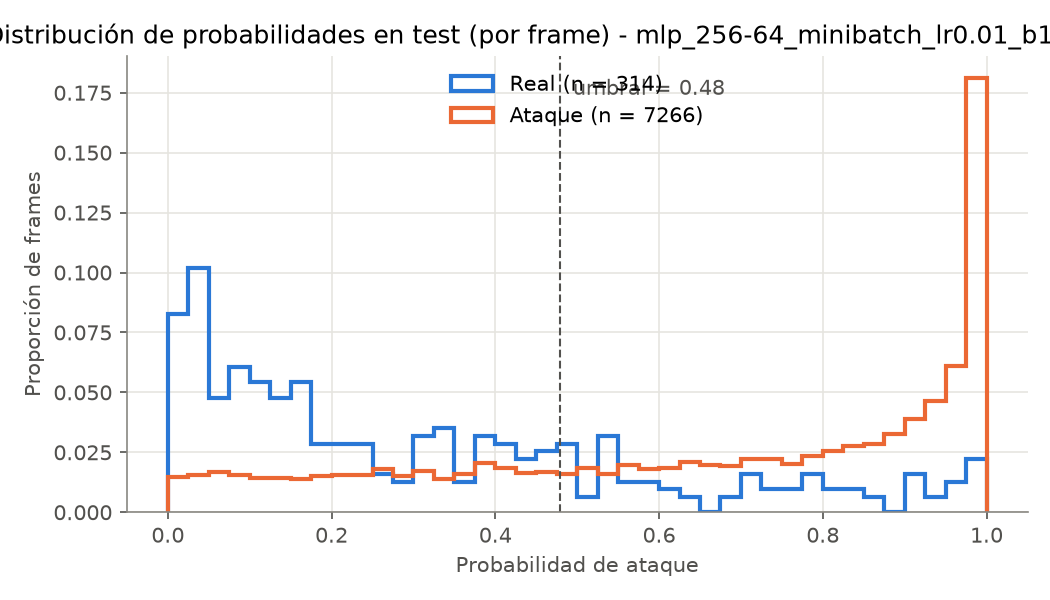 Distribución de probabilidades en test (por frame) - mlp_256-64_minibatch_lr0.01_b1
Real (n = 314)
umbral = 0.48
Ataque (n = 7266)
Proporción de frames
0.175
0.150
0.125
0.100
0.075
0.050
0.025
0.000
0.0 0.2 0.4 0.6 0.8 1.0
Probabilidad de ataque